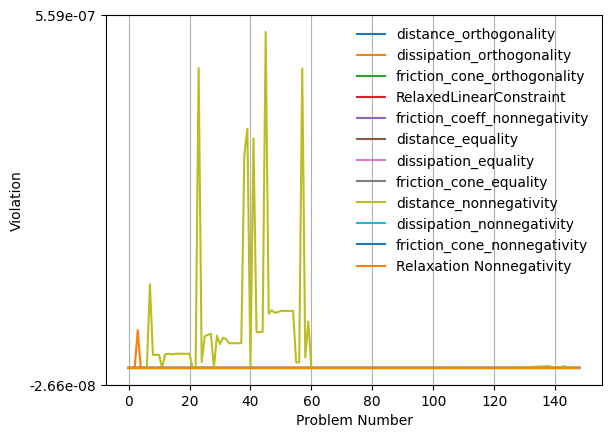 5.59e-07
distance_orthogonality
dissipation_orthogonality
friction_cone_orthogonality
RelaxedLinearConstraint
friction_coeff_nonnegativity
distance_equality
dissipation_equality
friction_cone_equality
distance_nonnegativity
dissipation_nonnegativity
friction_cone_nonnegativity
Relaxation Nonnegativity
Violation
-2.66e-08
0 20 40 60 80 100 120 140
Problem Number